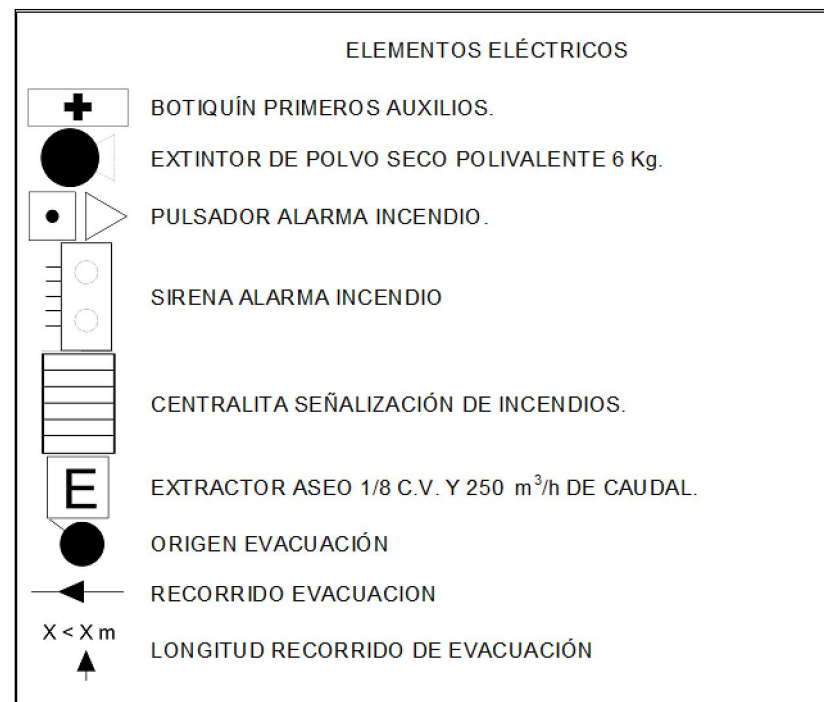 ELEMENTOS ELÉCTRICOS
BOTIQUÍN PRIMEROS AUXILIOS.
EXTINTOR DE POLVO SECO POLIVALENTE 6 Kg.
PULSADOR ALARMA INCENDIO.
SIRENA ALARMA INCENDIO
CENTRALITA SEÑALIZACIÓN DE INCENDIOS.
E EXTRACTOR ASEO 1/8 C.V. Y 250 m³/h DE CAUDAL.
ORIGEN EVACUACIÓN
RECORRIDO EVACUACION
X < X m
LONGITUD RECORRIDO DE EVACUACIÓN